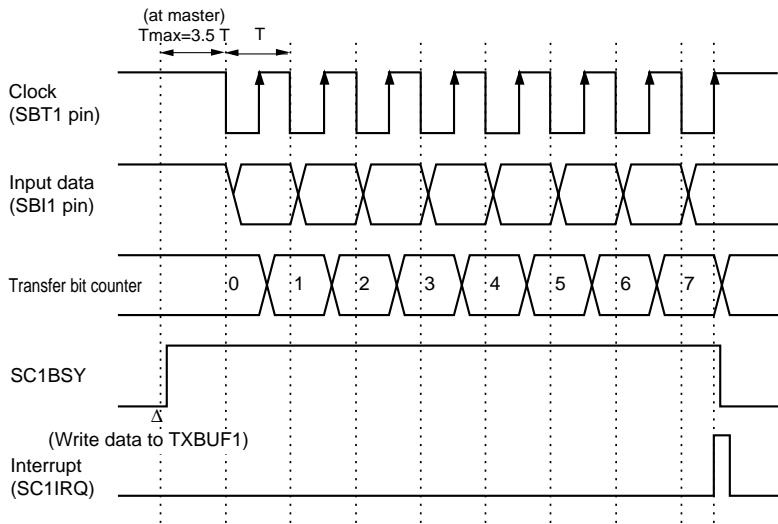 (at master)
Tmax=3.5 T
T
Clock
(SBT1 pin)
Input data
(SBI1 pin)
Transfer bit counter
0 1 2 3 4 5 6 7
SC1BSY
Δ
(Write data to TXBUF1)
Interrupt
(SC1IRQ)